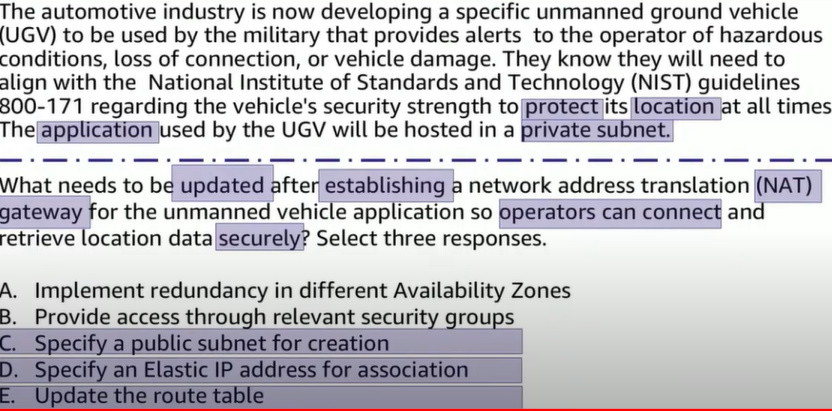 The automotive industry is now developing a specific unmanned ground vehicle
(UGV) to be used by the military that provides alerts to the operator of hazardous
conditions, loss of connection, or vehicle damage. They know they will need to
align with the National Institute of Standards and Technology (NIST) guidelines
800-171 regarding the vehicle's security strength to protect its location at all times
The application used by the UGV will be hosted in a private subnet.
What needs to be updated after establishing a network address translation (NAT)
gateway for the unmanned vehicle application so operators can connect and
retrieve location data securely? Select three responses.
A. Implement redundancy in different Availability Zones
B. Provide access through relevant security groups
C. Specify a public subnet for creation
D. Specify an Elastic IP address for association
E. Update the route table